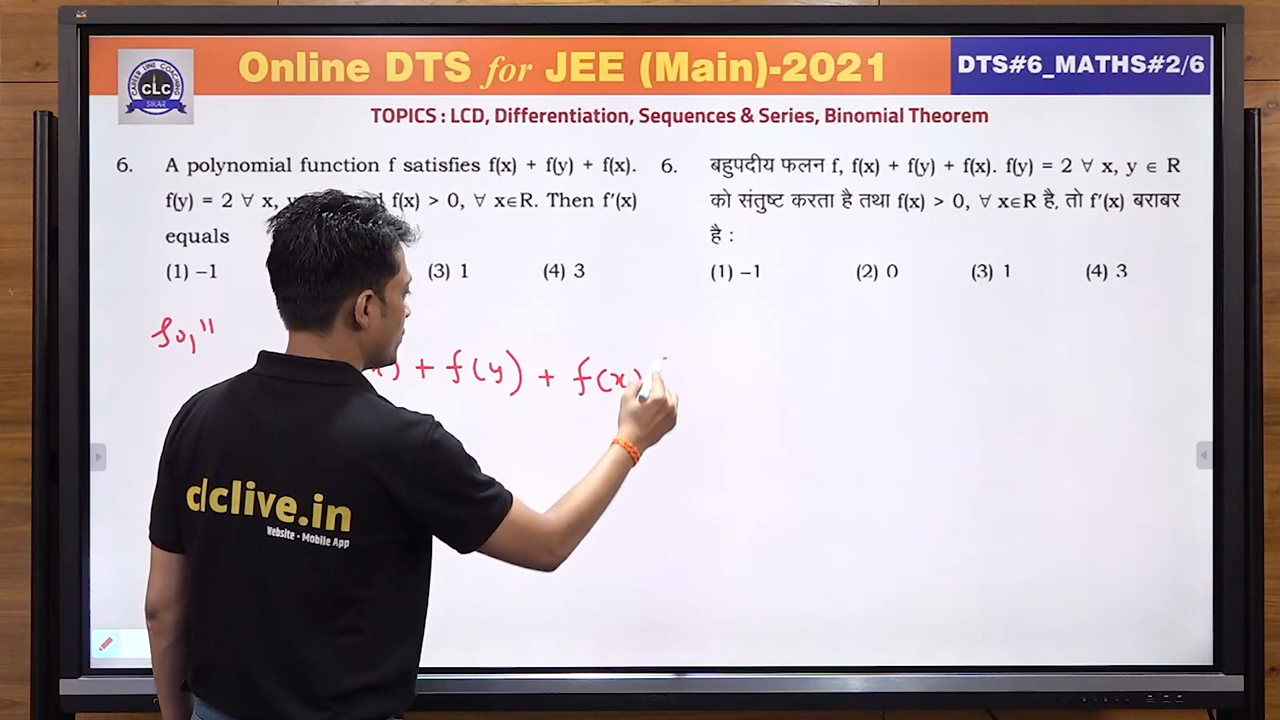 Online DTS for JEE (Main)-2021
DTS#6_MATHS#2/6
CAREER LINE COACHING
CLC
SIKAR
TOPICS : LCD, Differentiation, Sequences & Series, Binomial Theorem
6. A polynomial function f satisfies f(x) + f(y) + f(x).
f(y) = 2 ∀ x, f(x) > 0, ∀ x∈R. Then f'(x)
equals
(1) –1 (3) 1 (4) 3
6. बहुपदीय फलन f, f(x) + f(y) + f(x). f(y) = 2 ∀ x, y ∈ R
को संतुष्ट करता है तथा f(x) > 0, ∀ x∈R है, तो f'(x) बराबर
है :
(1) –1 (2) 0 (3) 1 (4) 3
+ f(y) + f(x)
clclive.in
Website • Mobile App